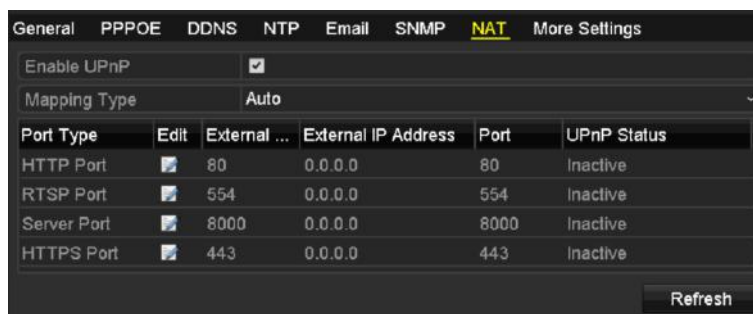 General PPPOE DDNS NTP Email SNMP NAT More Settings
Enable UPnP
Mapping Type Auto
Port Type Edit External ... External IP Address Port UPnP Status
HTTP Port 80 0.0.0.0 80 Inactive
RTSP Port 554 0.0.0.0 554 Inactive
Server Port 8000 0.0.0.0 8000 Inactive
HTTPS Port 443 0.0.0.0 443 Inactive
Refresh